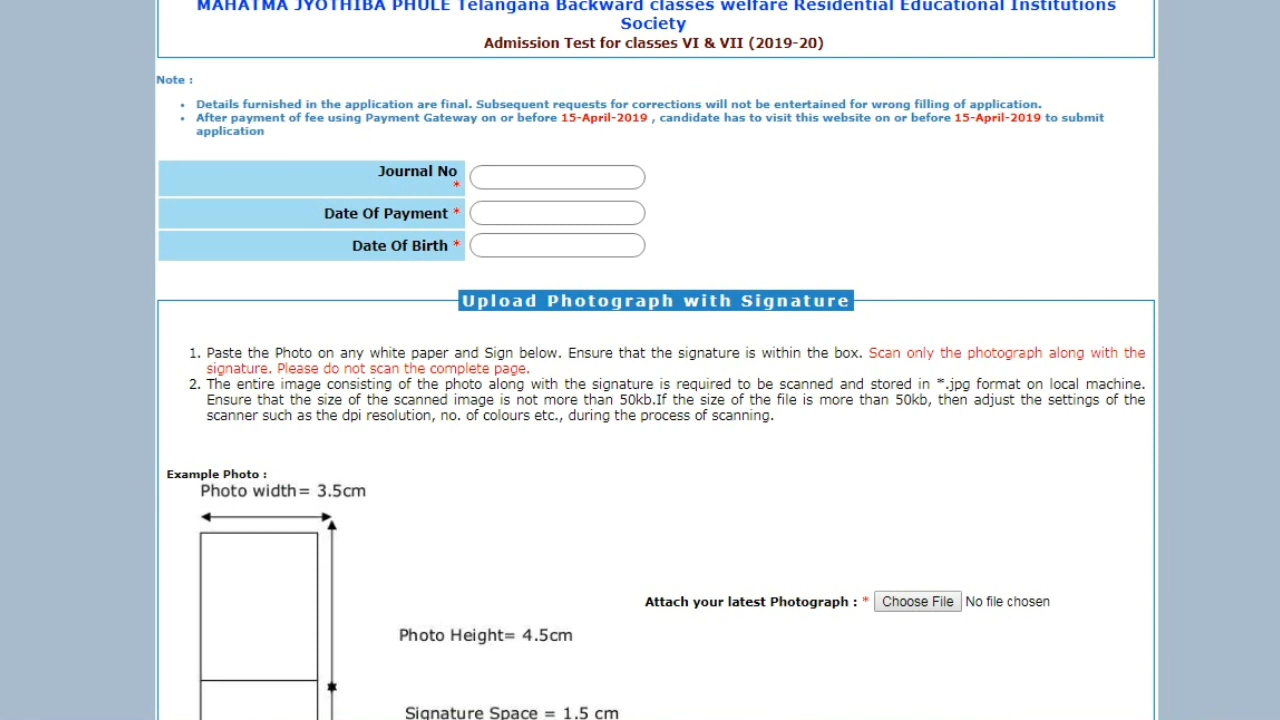 MAHATMA JYOTHIBA PHULE Telangana Backward classes welfare Residential Educational Institutions
Society
Admission Test for classes VI & VII (2019-20)
Note :
• Details furnished in the application are final. Subsequent requests for corrections will not be entertained for wrong filling of application.
• After payment of fee using Payment Gateway on or before 15-April-2019 , candidate has to visit this website on or before 15-April-2019 to submit
application
Journal No
*
Date Of Payment *
Date Of Birth *
Upload Photograph with Signature
1. Paste the Photo on any white paper and Sign below. Ensure that the signature is within the box. Scan only the photograph along with the
signature. Please do not scan the complete page.
2. The entire image consisting of the photo along with the signature is required to be scanned and stored in *.jpg format on local machine.
Ensure that the size of the scanned image is not more than 50kb.If the size of the file is more than 50kb, then adjust the settings of the
scanner such as the dpi resolution, no. of colours etc., during the process of scanning.
Example Photo :
Photo width= 3.5cm
Attach your latest Photograph : * Choose File No file chosen
Photo Height= 4.5cm
Signature Space = 1.5 cm